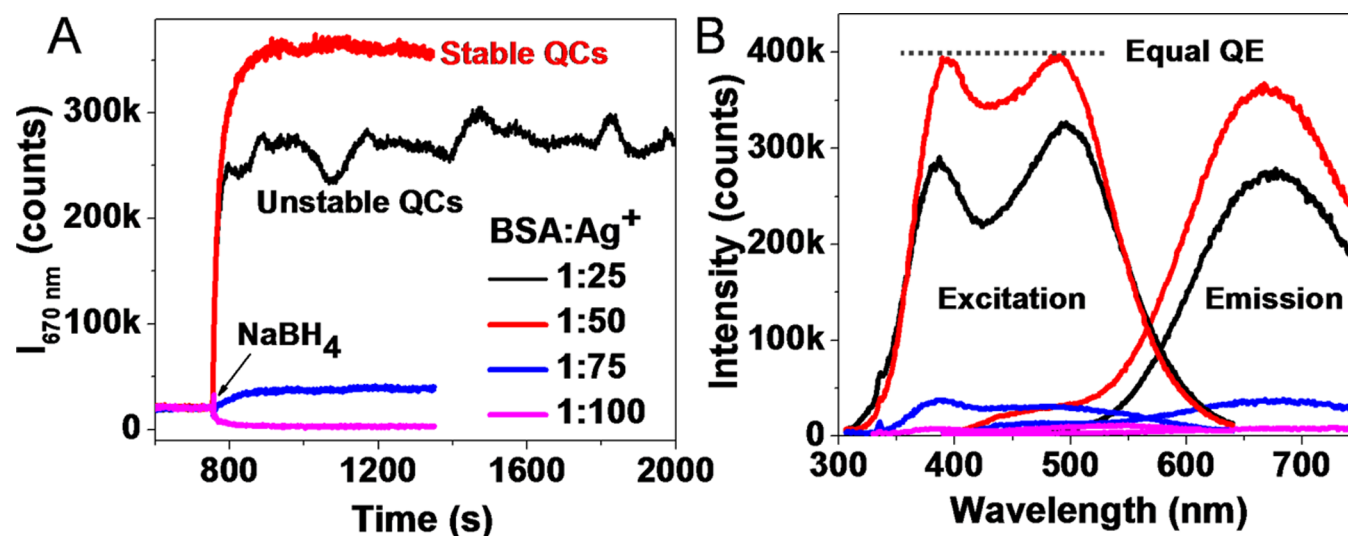 A
I670 nm (counts)
300k
200k
100k
0
Stable QCs
Unstable QCs
NaBH4
BSA:Ag+
1:25
1:50
1:75
1:100
800
1200
1600
2000
Time (s)
B
Intensity (counts)
400k
300k
200k
100k
0
Equal QE
Excitation
Emission
300
400
500
600
700
Wavelength (nm)